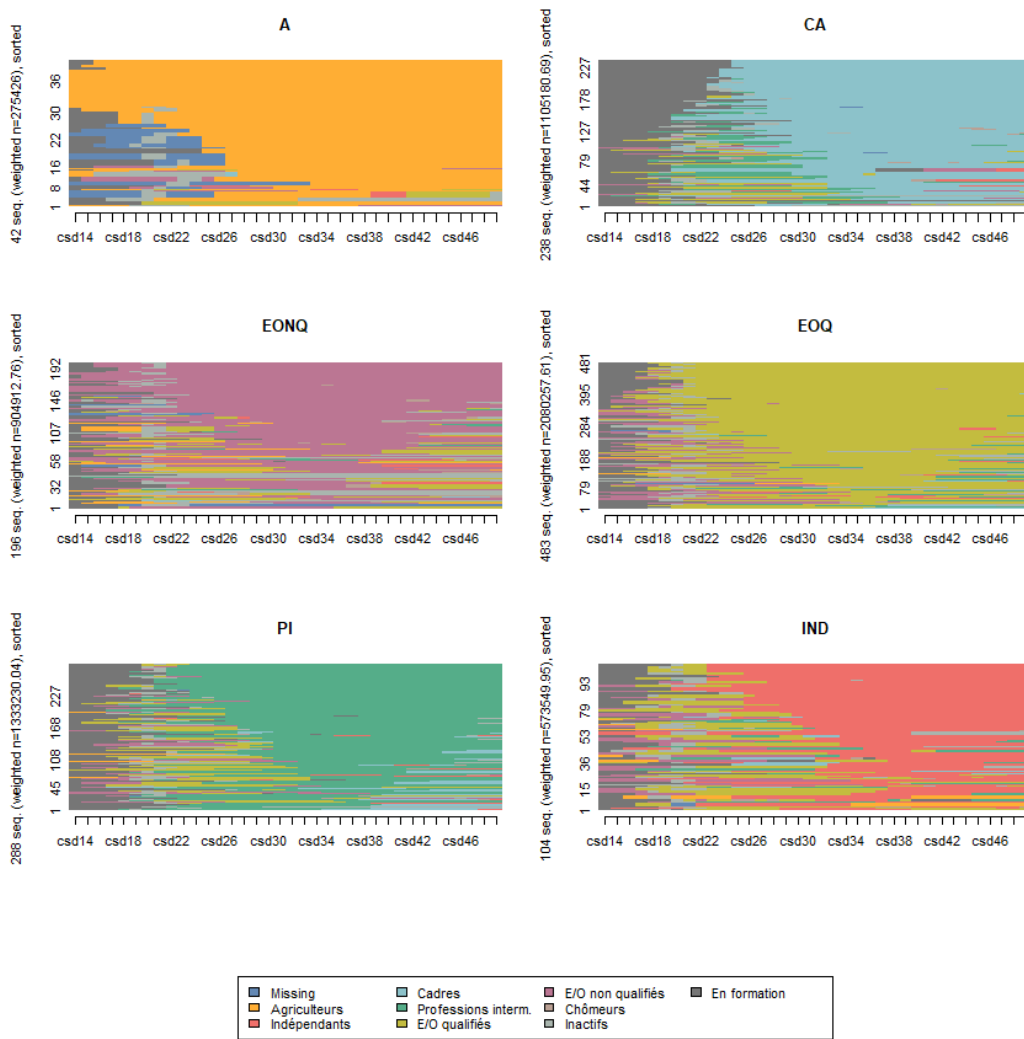 A
42 seq. (weighted n=275426), sorted
1 8 16 22 30 36
csd14 csd18 csd22 csd26 csd30 csd34 csd38 csd42 csd46
CA
238 seq. (weighted n=1105180.69), sorted
1 44 79 127 178 227
csd14 csd18 csd22 csd26 csd30 csd34 csd38 csd42 csd46
EONQ
196 seq. (weighted n=904912.76), sorted
1 32 58 107 146 192
csd14 csd18 csd22 csd26 csd30 csd34 csd38 csd42 csd46
EOQ
483 seq. (weighted n=2080257.61), sorted
1 79 188 284 395 481
csd14 csd18 csd22 csd26 csd30 csd34 csd38 csd42 csd46
PI
288 seq. (weighted n=1333230.04), sorted
1 45 108 168 227
csd14 csd18 csd22 csd26 csd30 csd34 csd38 csd42 csd46
IND
104 seq. (weighted n=573549.95), sorted
1 15 36 53 79 93
csd14 csd18 csd22 csd26 csd30 csd34 csd38 csd42 csd46
Missing
Agriculteurs
Indépendants
Cadres
Professions interm.
E/O qualifiés
E/O non qualifiés
Chômeurs
Inactifs
En formation